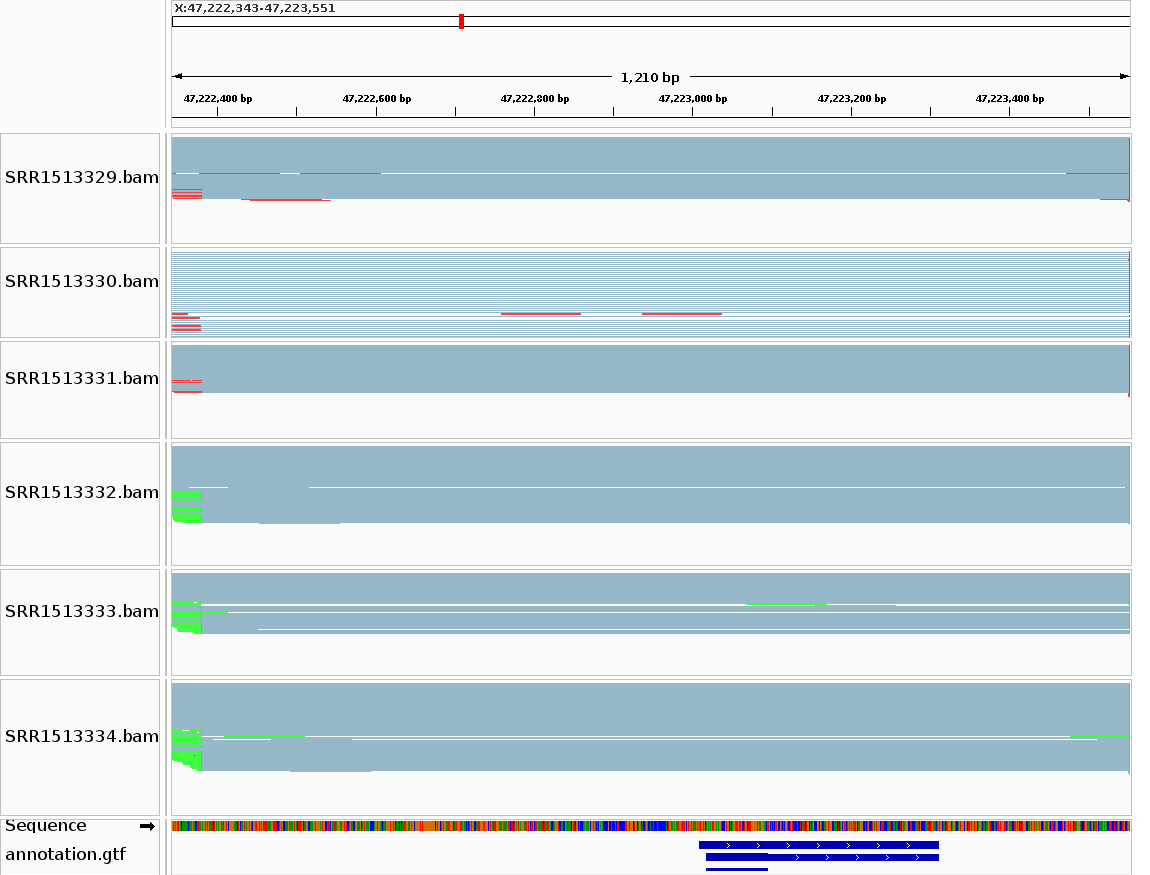 X:47,222,343-47,223,551
1,210 bp
47,222,400 bp 47,222,600 bp 47,222,800 bp 47,223,000 bp 47,223,200 bp 47,223,400 bp
SRR1513329.bam
SRR1513330.bam
SRR1513331.bam
SRR1513332.bam
SRR1513333.bam
SRR1513334.bam
Sequence
annotation.gtf